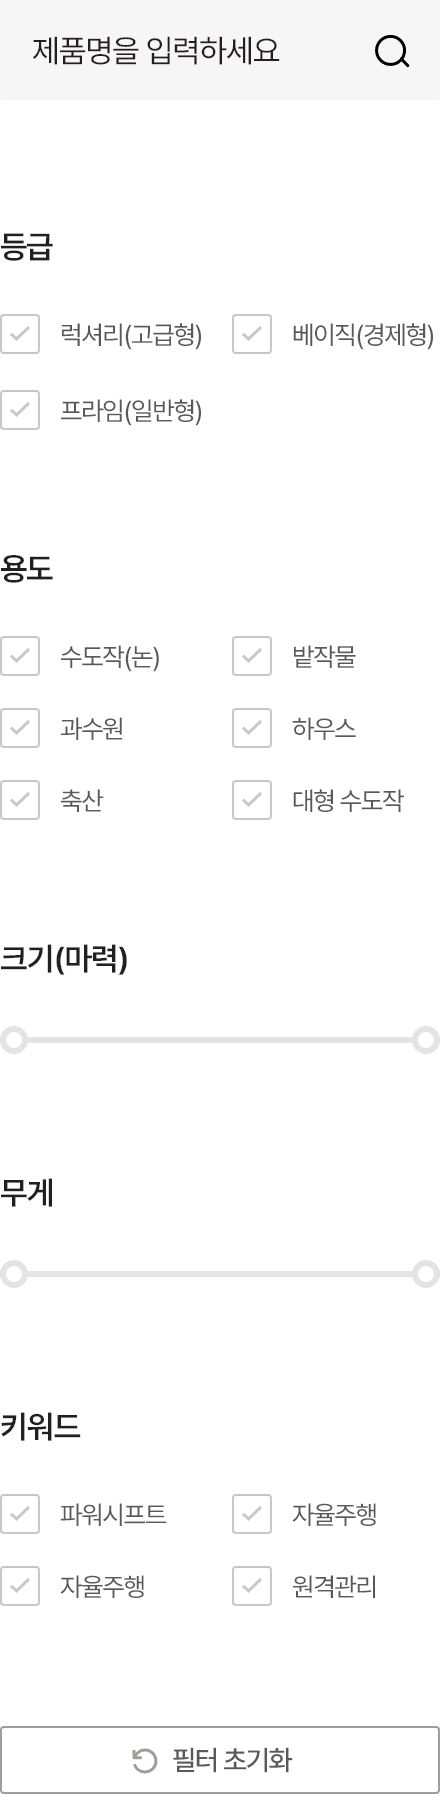 제품명을 입력하세요
등급
럭셔리(고급형) 베이직(경제형)
프라임(일반형)
용도
수도작(논) 밭작물
과수원 하우스
축산 대형 수도작
크기(마력)
무게
키워드
파워시프트 자율주행
자율주행 원격관리
필터 초기화